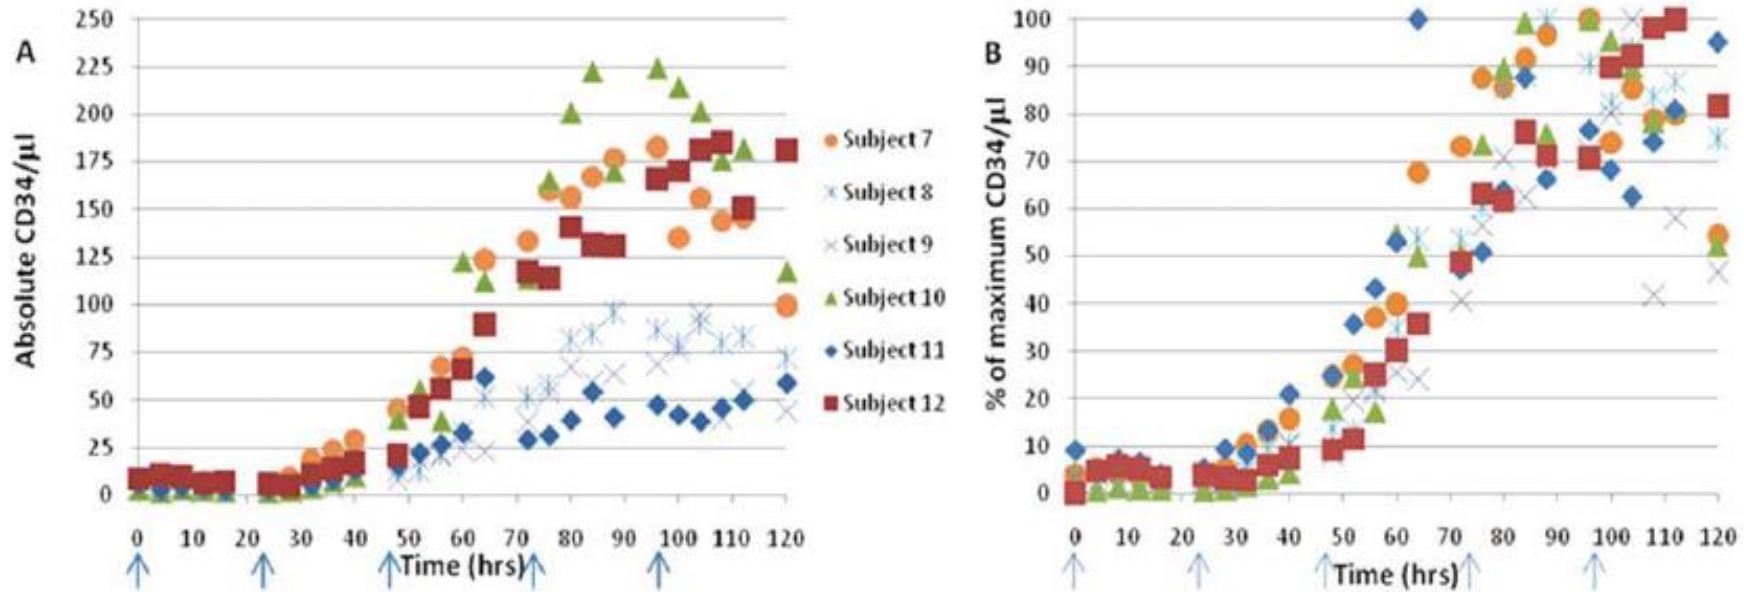 A
Absolute CD34/µl
250
225
200
175
150
125
100
75
50
25
0
0 10 20 30 40 50 60 70 80 90 100 110 120
Time (hrs)
Subject 7
Subject 8
Subject 9
Subject 10
Subject 11
Subject 12
B
% of maximum CD34/µl
100
90
80
70
60
50
40
30
20
10
0
0 10 20 30 40 50 60 70 80 90 100 110 120
Time (hrs)